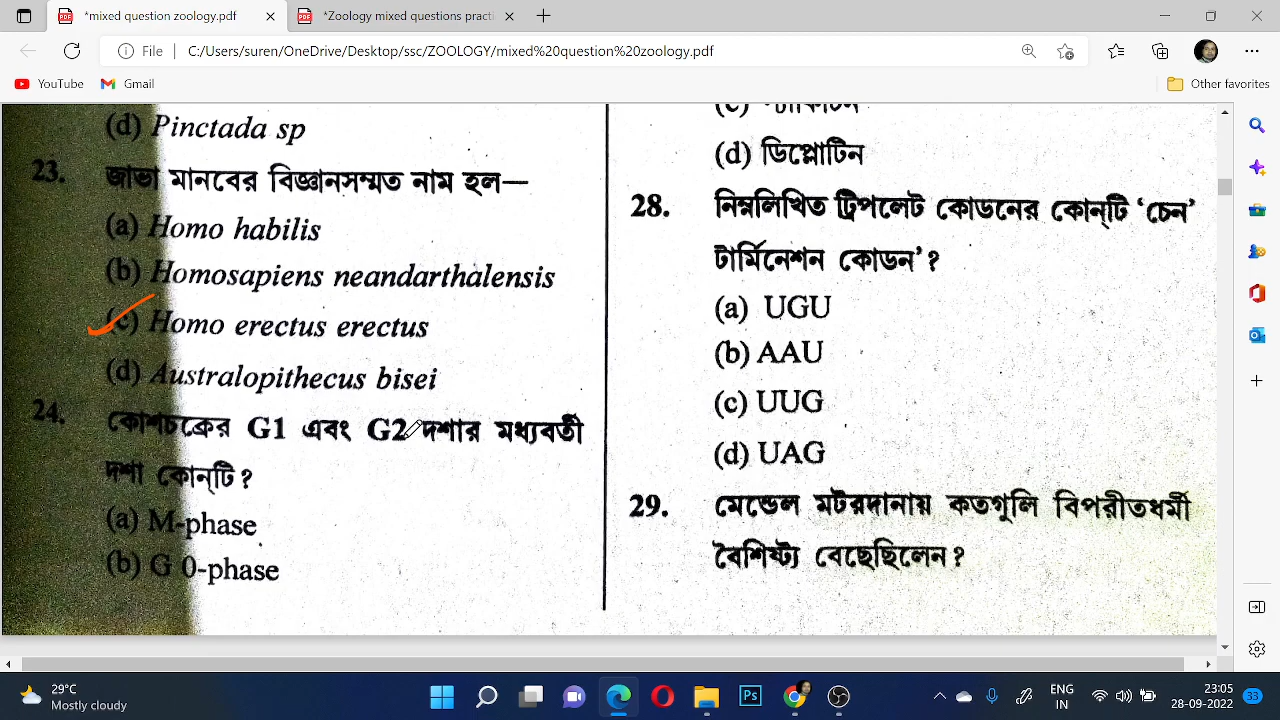 *mixed question zoology.pdf
*Zoology mixed question pr
File
C:/Users/suren/OneDrive/Desktop/ssc/ZOOLOGY/mixed%20question%20zoology.pdf
YouTube
Gmail
Other favorites
(d) Pinctada sp
23. জাভা মানবের বিজ্ঞানসম্মত নাম হল—
(a) Homo habilis
(b) Homosapiens neandarthalensis
(c) Homo erectus erectus
(d) Australopithecus bisei
24. কোশচক্রের G1 এবং G2 দশার মধ্যবর্তী
দশা কোন্‌টি ?
(a) M-phase
(b) G 0-phase
(d) ডিপ্লোটিন
28. নিম্নলিখিত ট্রিপলেট কোডনের কোন্‌টি ‘চেন’
টার্মিনেশন কোডন’ ?
(a) UGU
(b) AAU
(c) UUG
(d) UAG
29. মেন্ডেল মটরদানায় কতগুলি বিপরীতধর্মী
বৈশিষ্ট্য বেছেছিলেন ?
29°C
Mostly cloudy
Ps
ENG
IN
23:05
28-09-2022
33